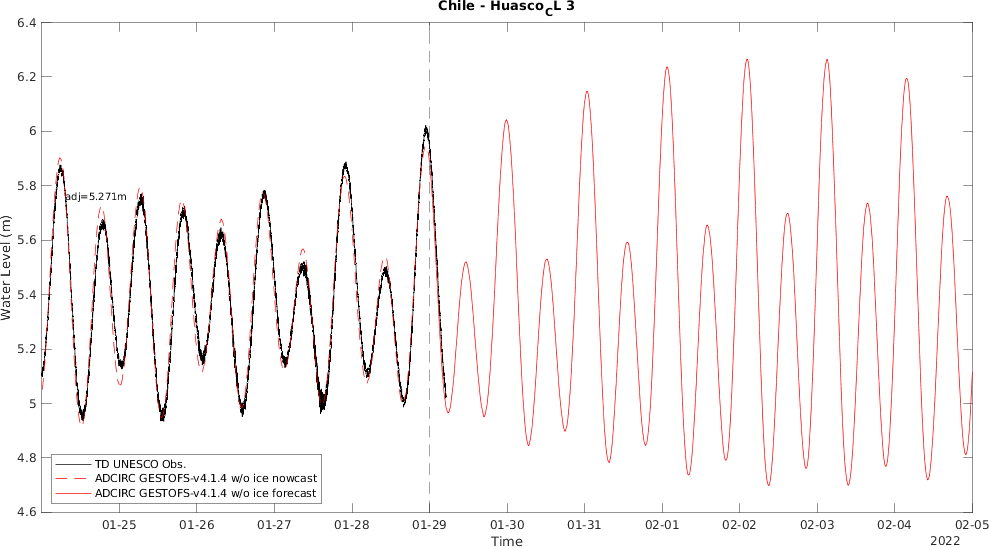 Chile - Huasco_CL 3
6.4
6.2
6
5.8
5.6
5.4
5.2
5
4.8
4.6
Water Level (m)
adj=5.271m
TD UNESCO Obs.
ADCIRC GESTOFS-v4.1.4 w/o ice nowcast
ADCIRC GESTOFS-v4.1.4 w/o ice forecast
01-25 01-26 01-27 01-28 01-29 01-30 01-31 02-01 02-02 02-03 02-04 02-05
Time
2022